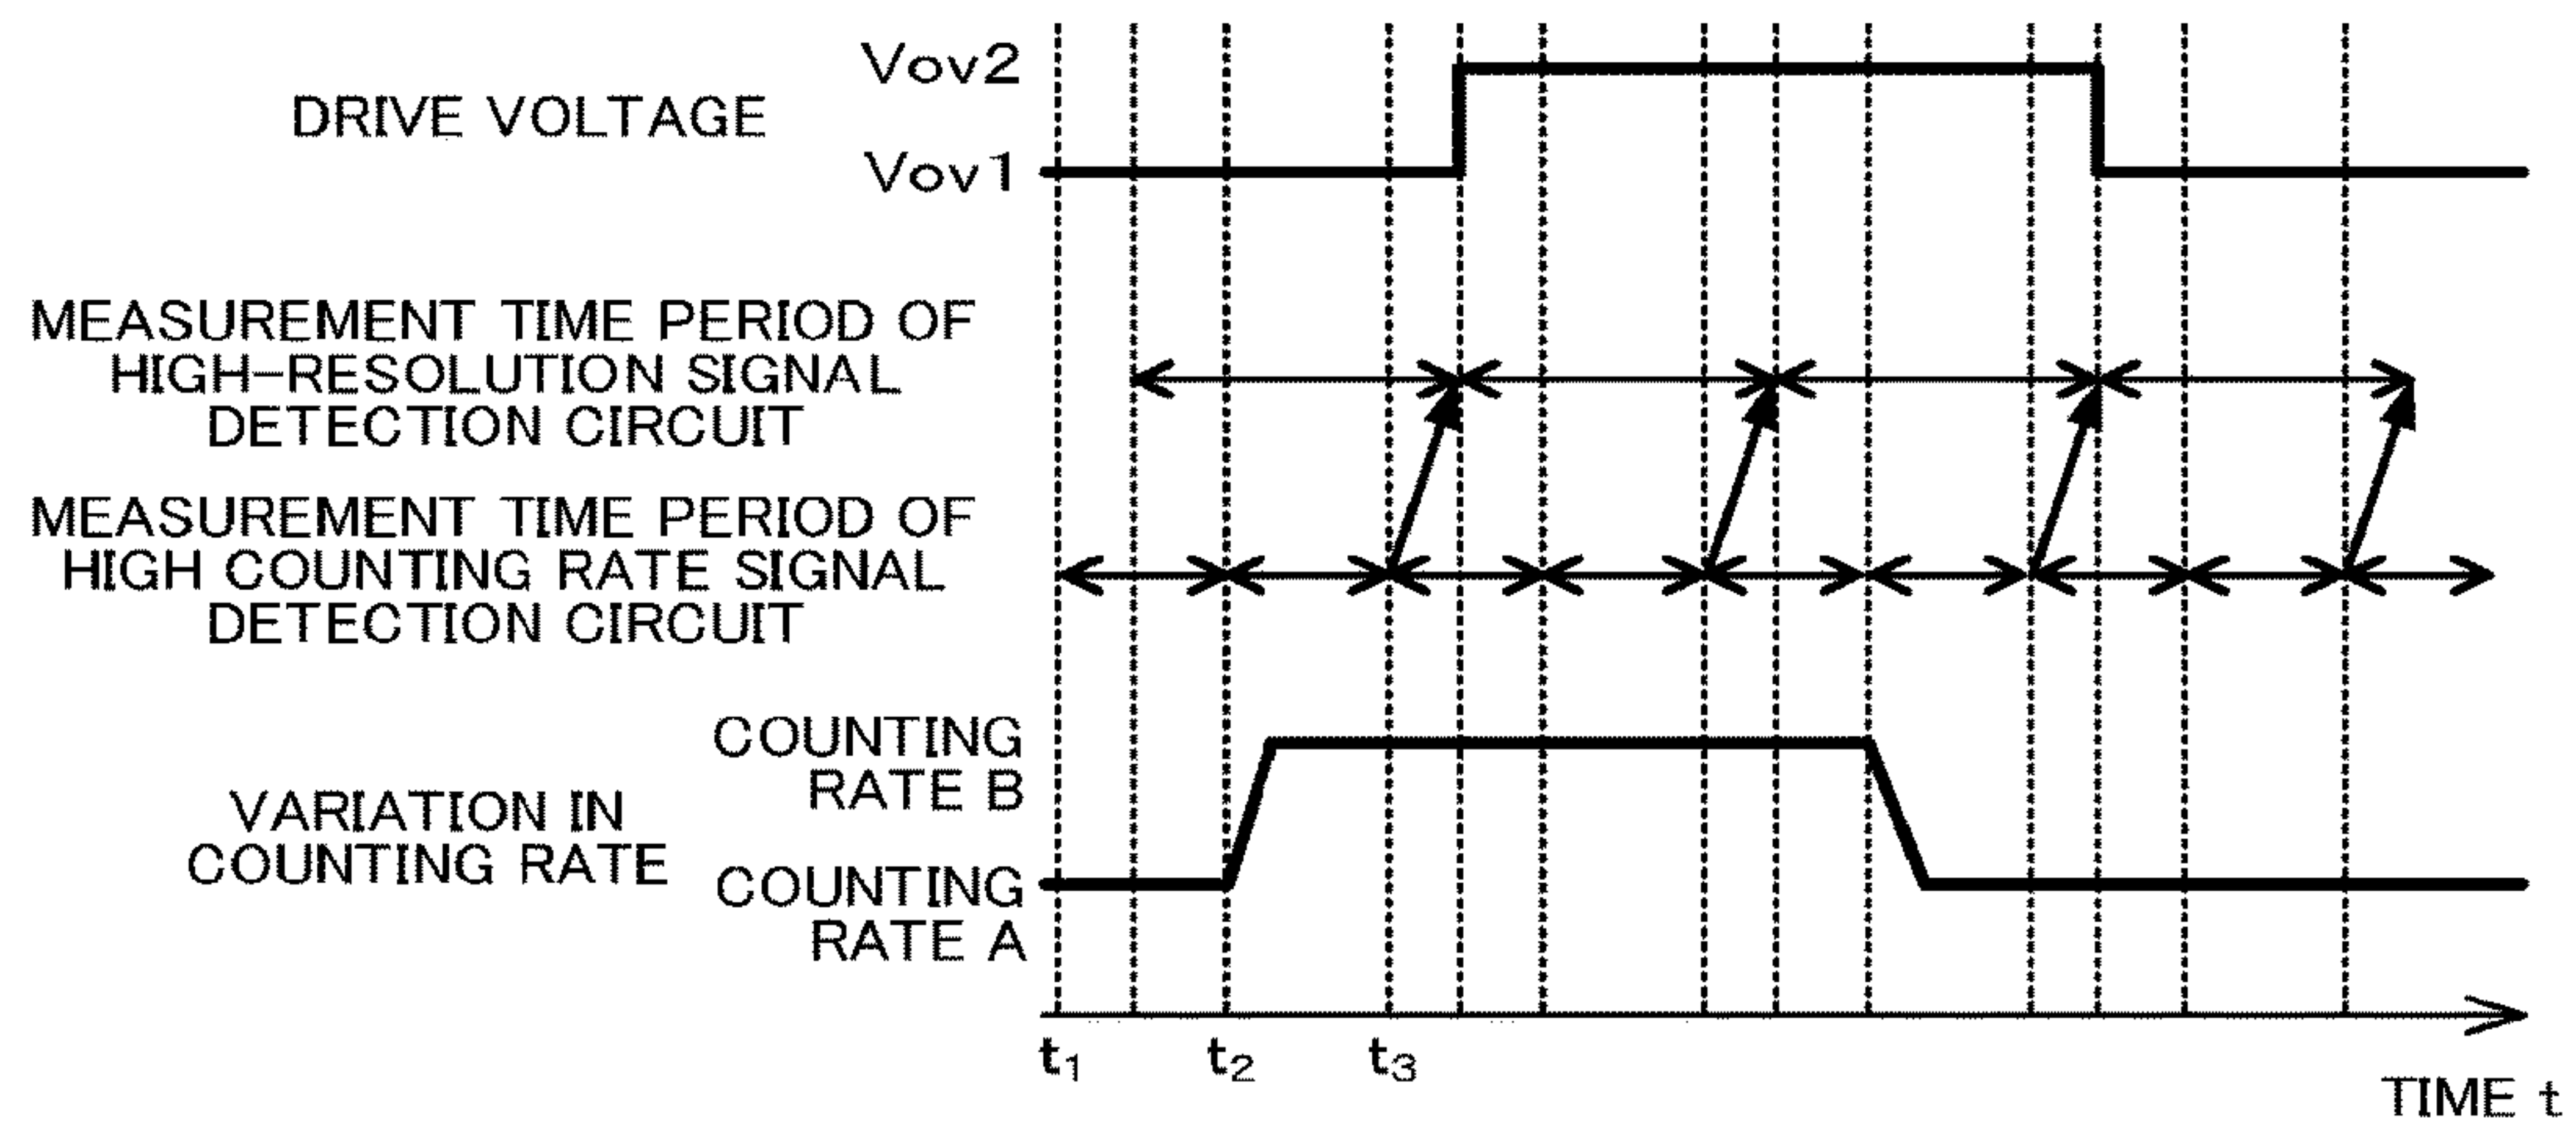 Vov2
DRIVE VOLTAGE
Vov1
MEASUREMENT TIME PERIOD OF
HIGH-RESOLUTION SIGNAL
DETECTION CIRCUIT
MEASUREMENT TIME PERIOD OF
HIGH COUNTING RATE SIGNAL
DETECTION CIRCUIT
COUNTING
RATE B
VARIATION IN
COUNTING RATE
COUNTING
RATE A
t₁
t₂
t₃
TIME t